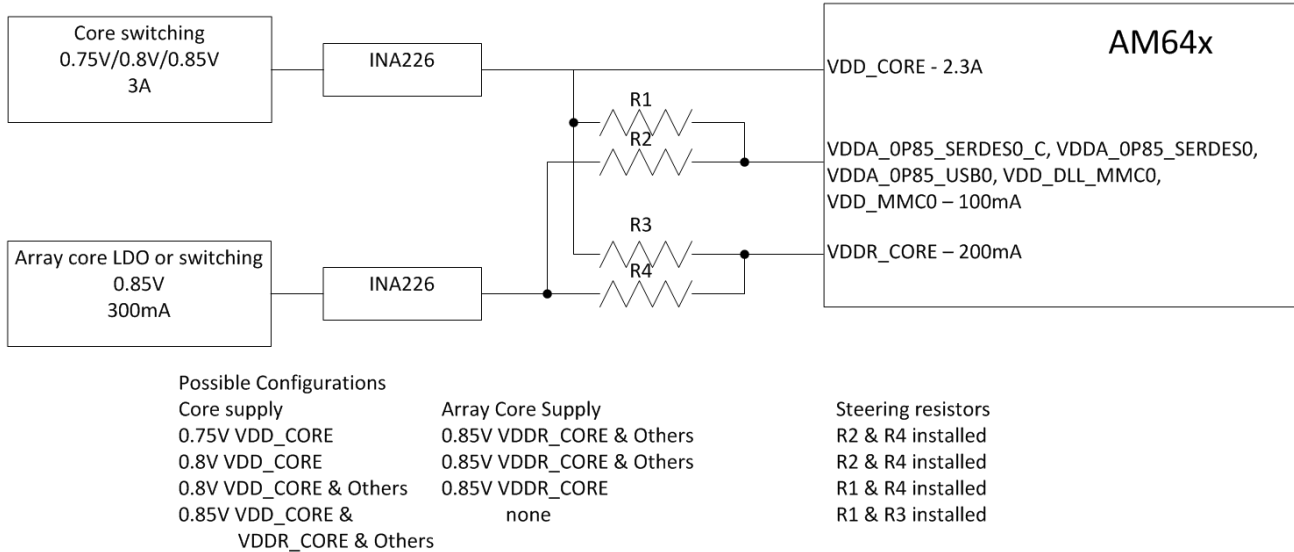 Core switching
0.75V/0.8V/0.85V
3A
INA226
AM64x
VDD_CORE - 2.3A
R1
R2
VDDA_0P85_SERDES0_C, VDDA_0P85_SERDES0,
VDDA_0P85_USB0, VDD_DLL_MMC0,
VDD_MMC0 – 100mA
R3
VDDR_CORE – 200mA
R4
Array core LDO or switching
0.85V
300mA
INA226
Possible Configurations
Core supply Array Core Supply Steering resistors
0.75V VDD_CORE 0.85V VDDR_CORE & Others R2 & R4 installed
0.8V VDD_CORE 0.85V VDDR_CORE & Others R2 & R4 installed
0.8V VDD_CORE & Others 0.85V VDDR_CORE R1 & R4 installed
0.85V VDD_CORE & none R1 & R3 installed
VDDR_CORE & Others